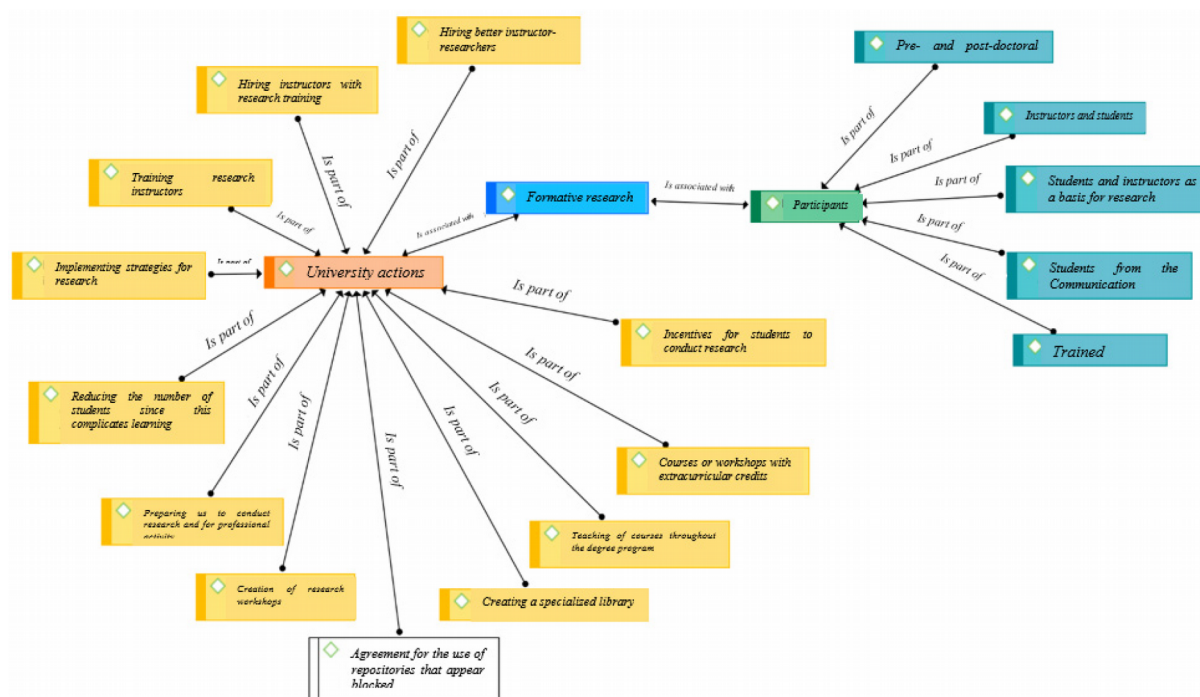 Hiring better instructor-
researchers
Pre- and post-doctoral
Hiring instructors with
research training
Is part of
Is part of
Is part of
Instructors and students
Is part of
Training research
instructors
Is part of
Formative research
Is associated with
Participants
Is part of
Students and instructors as
a basis for research
Is part of
Is associated with
Implementing strategies for
research
Is part of
University actions
Is part of
Students from the
Communication
Is part of
Incentives for students to
conduct research
Trained
Is part of
Reducing the number of
students since this
complicates learning
Is part of
Is part of
Is part of
Is part of
Is part of
Is part of
Courses or workshops with
extracurricular credits
Preparing us to conduct
research and for professional
activity
Teaching of courses throughout
the degree program
Creation of research
workshops
Creating a specialized library
Agreement for the use of
repositories that appear
blocked